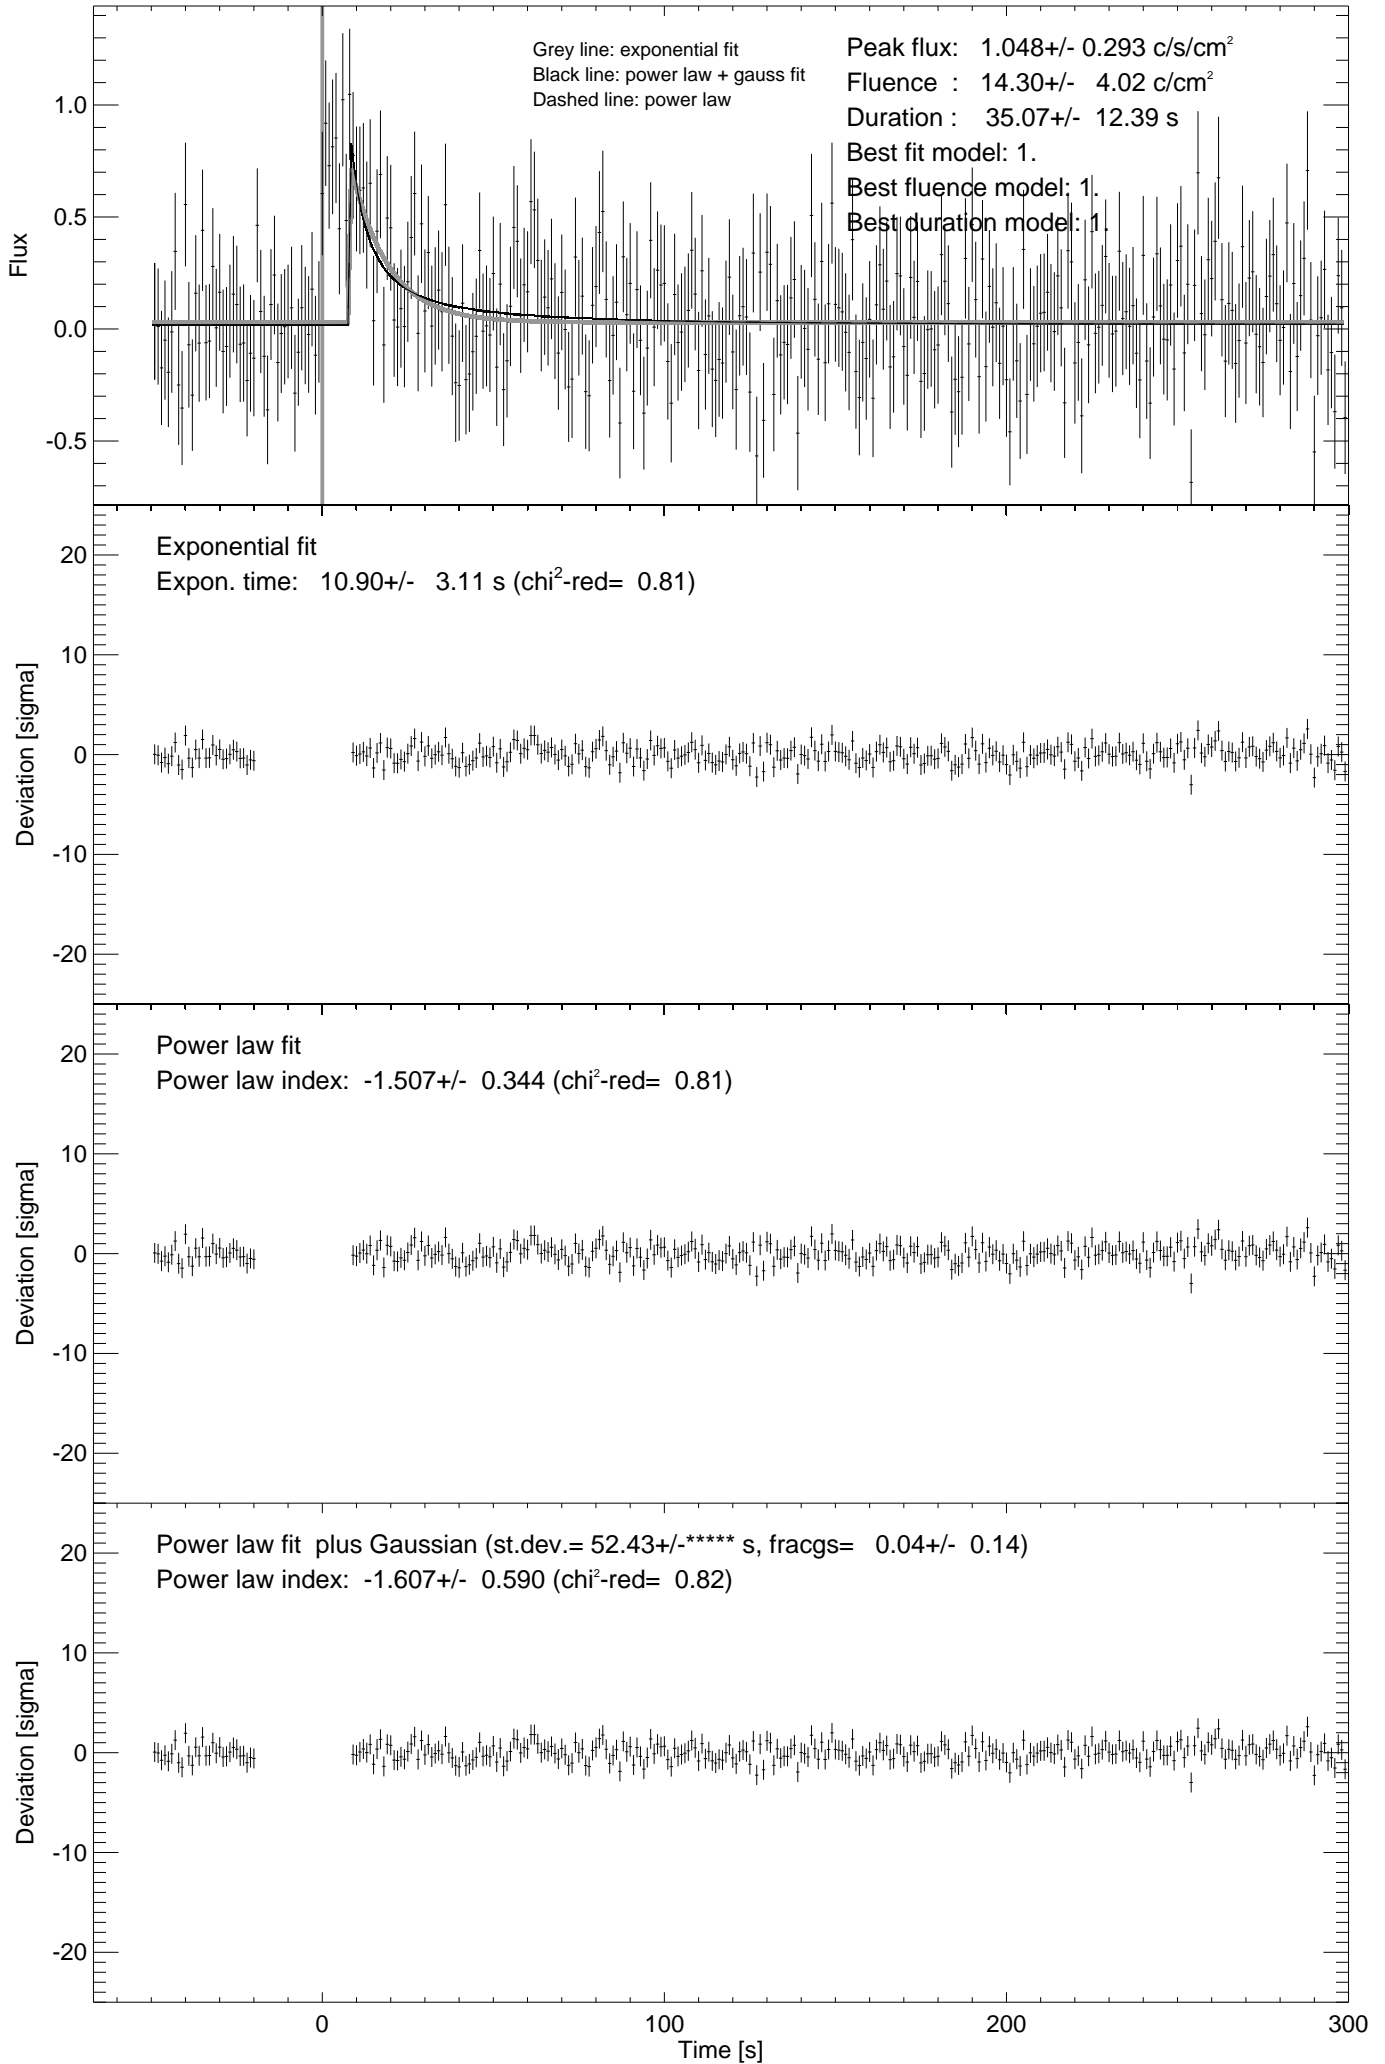 Grey line: exponential fit
Black line: power law + gauss fit
Dashed line: power law
Peak flux: 1.048+/- 0.293 c/s/cm²
Fluence : 14.30+/- 4.02 c/cm²
Duration : 35.07+/- 12.39 s
Best fit model: 1.
Best fluence model: 1.
Best duration model: 1.
1.0
0.5
0.0
-0.5
Flux
Exponential fit
Expon. time: 10.90+/- 3.11 s (chi²-red= 0.81)
20
10
0
-10
-20
Deviation [sigma]
Power law fit
Power law index: -1.507+/- 0.344 (chi²-red= 0.81)
20
10
0
-10
-20
Deviation [sigma]
Power law fit plus Gaussian (st.dev.= 52.43+/-***** s, fracgs= 0.04+/- 0.14)
Power law index: -1.607+/- 0.590 (chi²-red= 0.82)
20
10
0
-10
-20
Deviation [sigma]
0 100 200 300
Time [s]